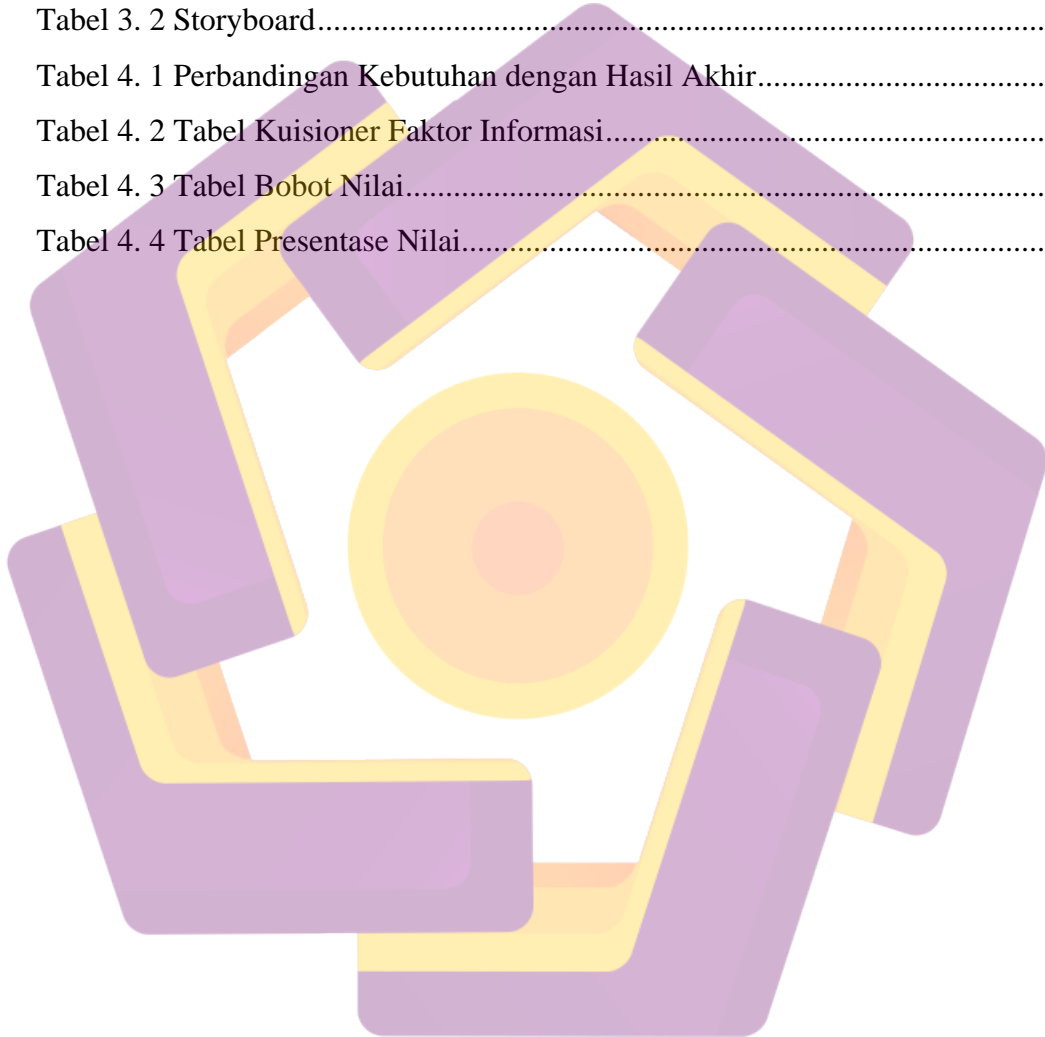 Tabel 3. 2 Storyboard..............................................................................................
Tabel 4. 1 Perbandingan Kebutuhan dengan Hasil Akhir.....................................
Tabel 4. 2 Tabel Kuisioner Faktor Informasi.........................................................
Tabel 4. 3 Tabel Bobot Nilai..................................................................................
Tabel 4. 4 Tabel Presentase Nilai...........................................................................